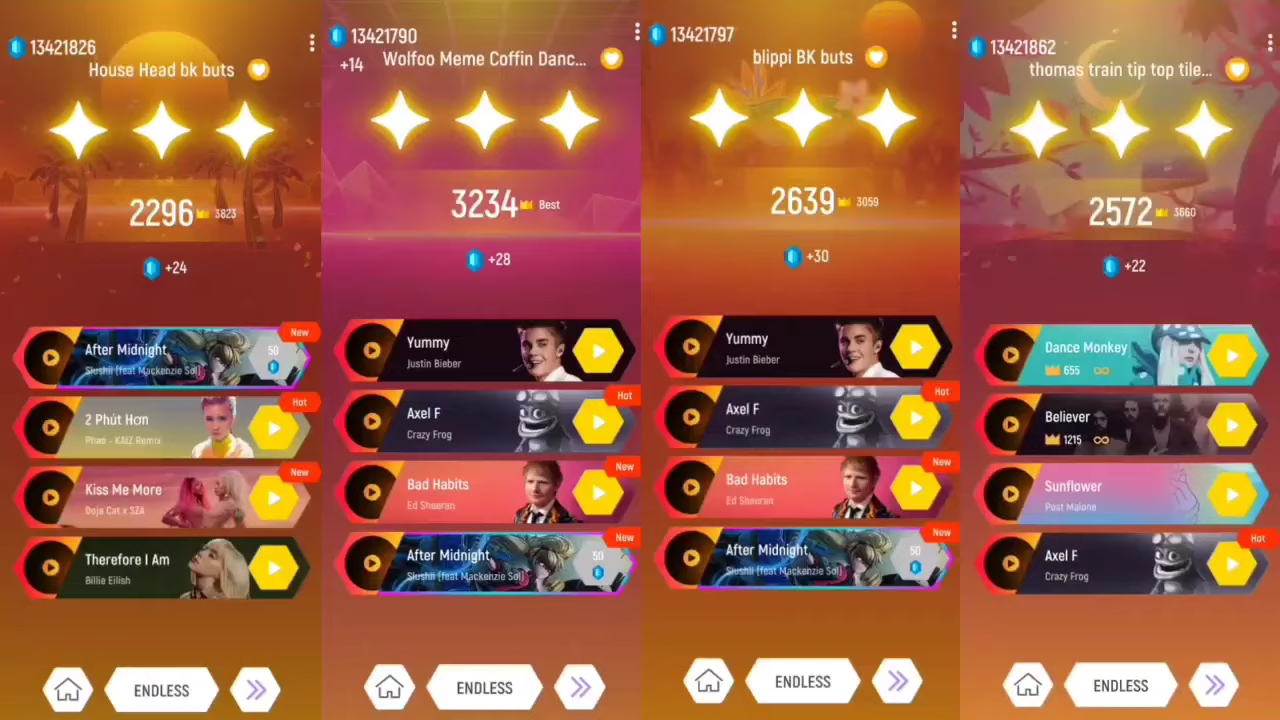 13421826
House Head bk buts
2296 3823
+24
New
After Midnight
Slushii (feat Mackenzie Sol)
50
Hot
2 Phút Hơn
Phao - KAIZ Remix
New
Kiss Me More
Doja Cat x SZA
Therefore I Am
Billie Eilish
ENDLESS
13421790
+14
Wolfoo Meme Coffin Danc...
3234 Best
+28
Yummy
Justin Bieber
Hot
Axel F
Crazy Frog
New
Bad Habits
Ed Sheeran
New
After Midnight
Slushii (feat Mackenzie Sol)
50
ENDLESS
13421797
blippi BK buts
2639 3059
+30
Yummy
Justin Bieber
Hot
Axel F
Crazy Frog
New
Bad Habits
Ed Sheeran
New
After Midnight
Slushii (feat Mackenzie Sol)
50
ENDLESS
13421862
thomas train tip top tile...
2572 3660
+22
Dance Monkey
655 ∞
Believer
1215 ∞
Sunflower
Post Malone
Hot
Axel F
Crazy Frog
ENDLESS